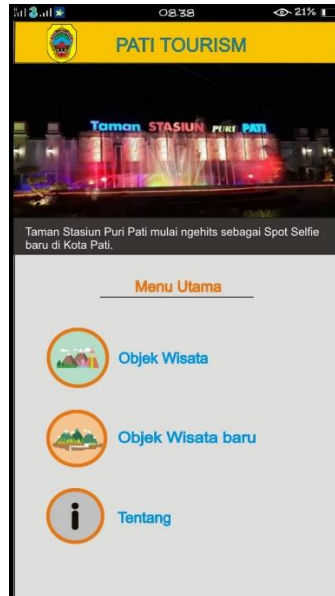 08.38
21%
PATI TOURISM
Taman STASIUN PURI PATI
Taman Stasiun Puri Pati mulai ngehits sebagai Spot Selfie
baru di Kota Pati.
Menu Utama
Objek Wisata
Objek Wisata baru
i
Tentang